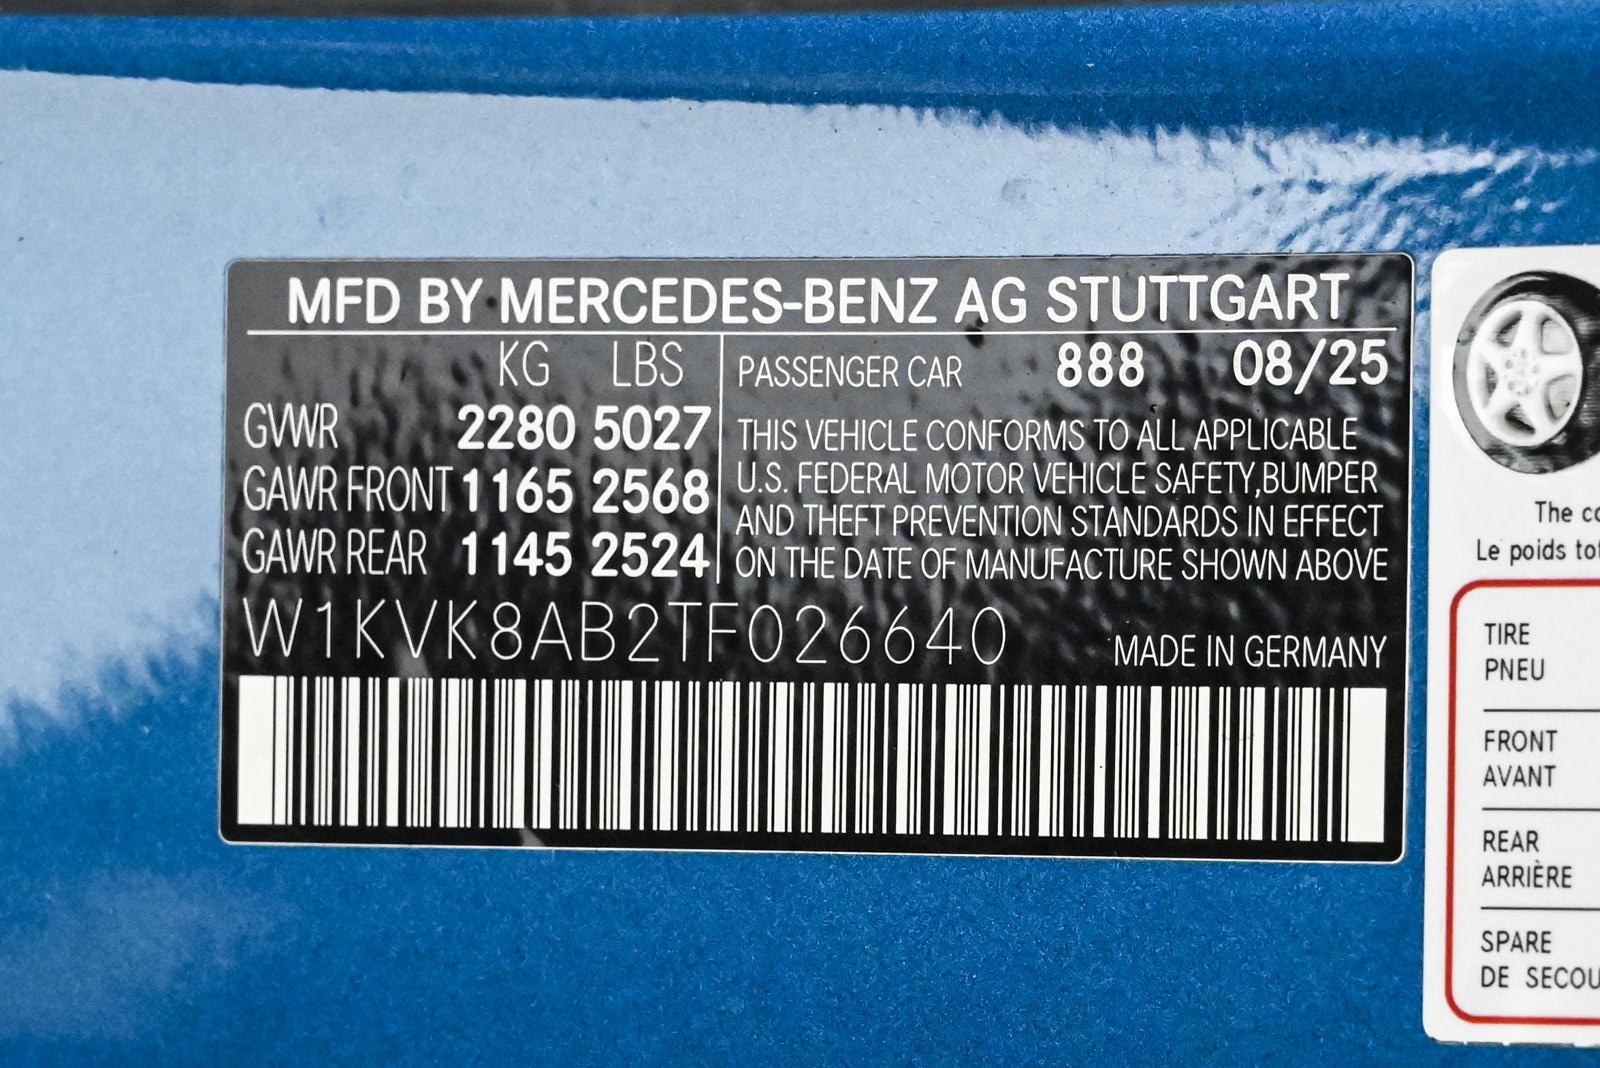 MFD BY MERCEDES-BENZ AG STUTTGART
KG LBS
GVWR 2280 5027
GAWR FRONT 1165 2568
GAWR REAR 1145 2524
PASSENGER CAR 888 08/25
THIS VEHICLE CONFORMS TO ALL APPLICABLE
U.S. FEDERAL MOTOR VEHICLE SAFETY,BUMPER
AND THEFT PREVENTION STANDARDS IN EFFECT
ON THE DATE OF MANUFACTURE SHOWN ABOVE
W1KVK8AB2TF026640
MADE IN GERMANY
The
Le poids
TIRE
PNEU
FRONT
AVANT
REAR
ARRIÈRE
SPARE
DE